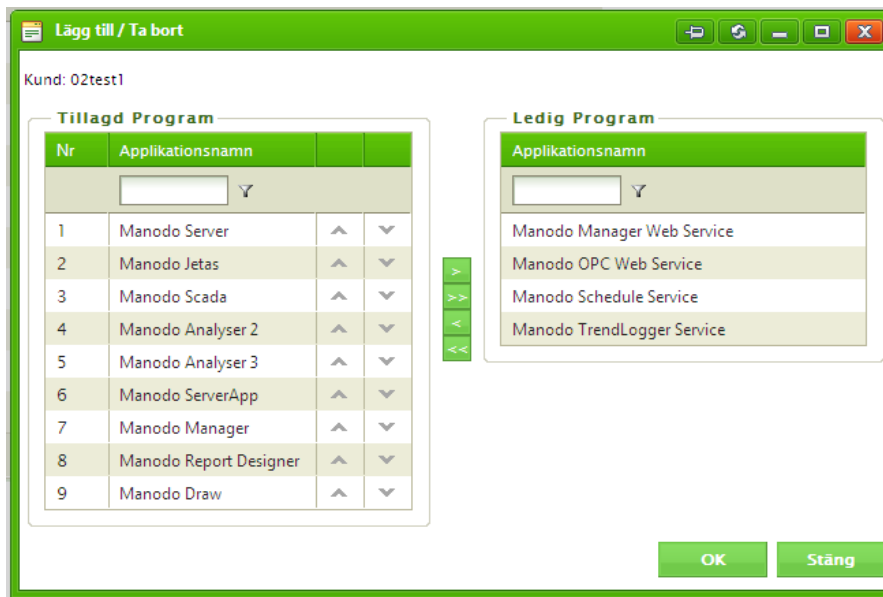 Lägg till / Ta bort
Kund: 02test1
Tillagd Program
Nr Applikationsnamn
1 Manodo Server
2 Manodo Jetas
3 Manodo Scada
4 Manodo Analyser 2
5 Manodo Analyser 3
6 Manodo ServerApp
7 Manodo Manager
8 Manodo Report Designer
9 Manodo Draw
>
>>
<
<<
Ledig Program
Applikationsnamn
Manodo Manager Web Service
Manodo OPC Web Service
Manodo Schedule Service
Manodo TrendLogger Service
OK Stäng